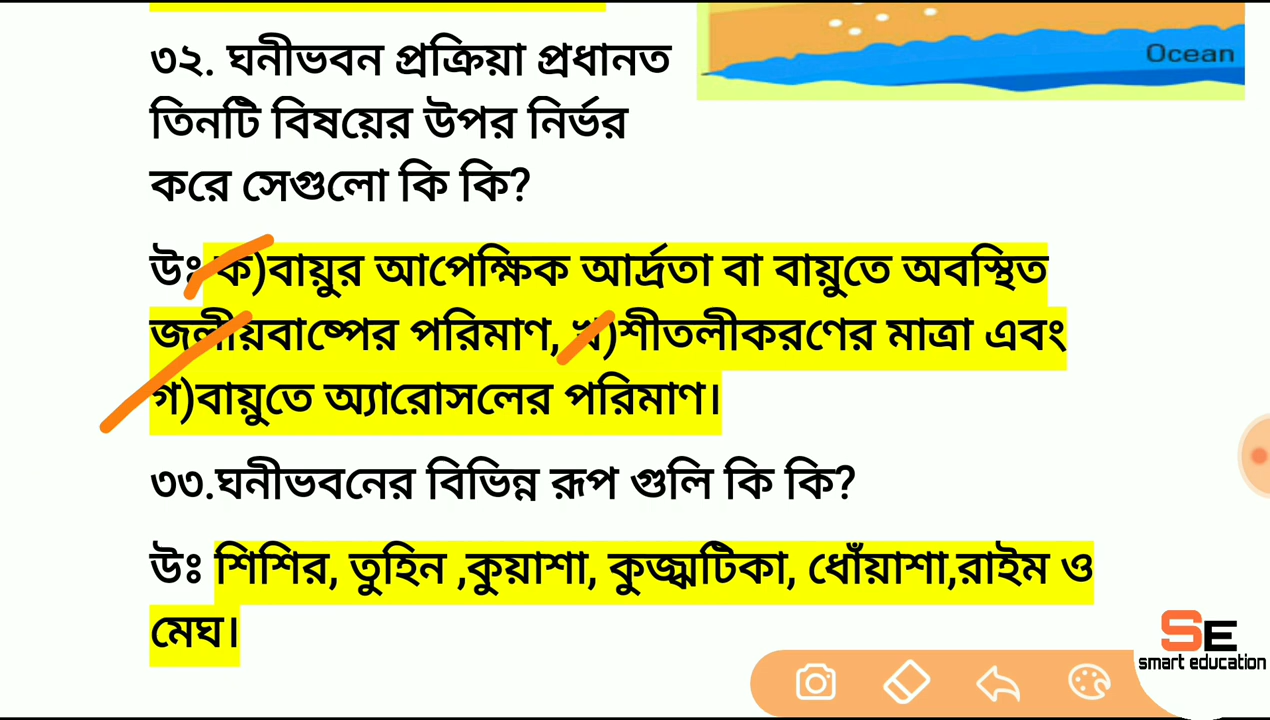 Ocean
৩২. ঘনীভবন প্রক্রিয়া প্রধানত
তিনটি বিষয়ের উপর নির্ভর
করে সেগুলো কি কি?
উঃ ক)বায়ুর আপেক্ষিক আর্দ্রতা বা বায়ুতে অবস্থিত
জলীয়বাষ্পের পরিমাণ, খ)শীতলীকরণের মাত্রা এবং
গ)বায়ুতে অ্যারোসলের পরিমাণ।
৩৩.ঘনীভবনের বিভিন্ন রূপ গুলি কি কি?
উঃ শিশির, তুহিন ,কুয়াশা, কুজ্ঝটিকা, ধোঁয়াশা,রাইম ও
মেঘ।
SE
smart education